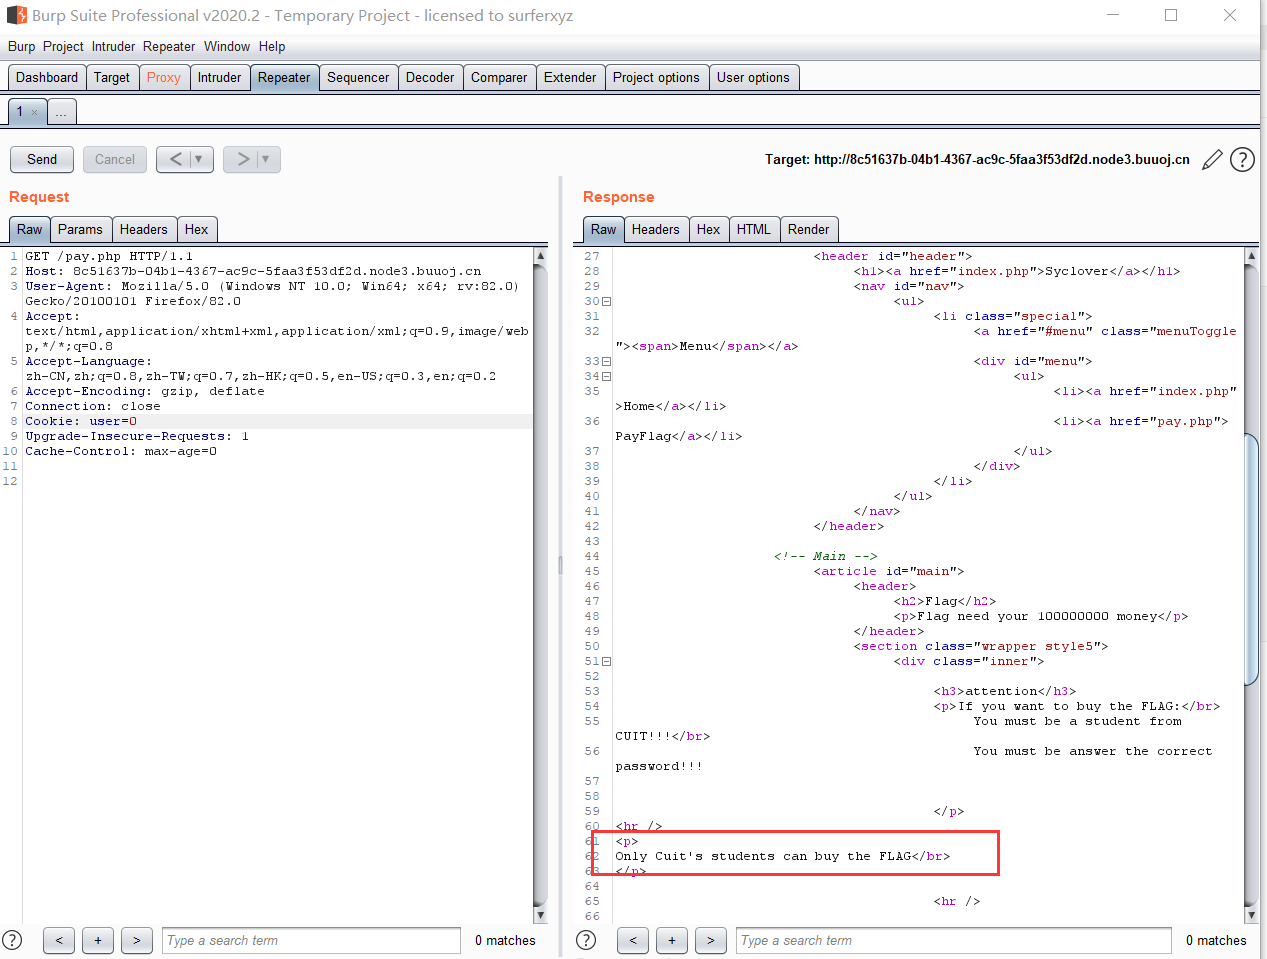 Burp Suite Professional v2020.2 - Temporary Project - licensed to surferxyz
Burp Project Intruder Repeater Window Help
Dashboard Target Proxy Intruder Repeater Sequencer Decoder Comparer Extender Project options User options
1 × ...
Send Cancel < ▼ > ▼ Target: http://8c51637b-04b1-4367-ac9c-5faa3f53df2d.node3.buuoj.cn ?
Request
Raw Params Headers Hex
1 GET /pay.php HTTP/1.1
2 Host: 8c51637b-04b1-4367-ac9c-5faa3f53df2d.node3.buuoj.cn
3 User-Agent: Mozilla/5.0 (Windows NT 10.0; Win64; x64; rv:82.0)
Gecko/20100101 Firefox/82.0
4 Accept:
text/html,application/xhtml+xml,application/xml;q=0.9,image/web
p,*/*;q=0.8
5 Accept-Language:
zh-CN,zh;q=0.8,zh-TW;q=0.7,zh-HK;q=0.5,en-US;q=0.3,en;q=0.2
6 Accept-Encoding: gzip, deflate
7 Connection: close
8 Cookie: user=0
9 Upgrade-Insecure-Requests: 1
10 Cache-Control: max-age=0
11
12
? < + > Type a search term 0 matches
Response
Raw Headers Hex HTML Render
27 <header id="header">
28 <h1><a href="index.php">Syclover</a></h1>
29 <nav id="nav">
30 <ul>
31 <li class="special">
32 <a href="#menu" class="menuToggle
"><span>Menu</span></a>
33 <div id="menu">
34 <ul>
35 <li><a href="index.php"
>Home</a></li>
36 <li><a href="pay.php">
PayFlag</a></li>
37 </ul>
38 </div>
39 </li>
40 </ul>
41 </nav>
42 </header>
43
44 <!-- Main -->
45 <article id="main">
46 <header>
47 <h2>Flag</h2>
48 <p>Flag need your 100000000 money</p>
49 </header>
50 <section class="wrapper style5">
51 <div class="inner">
52
53 <h3>attention</h3>
54 <p>If you want to buy the FLAG:</br>
55 You must be a student from
CUIT!!!</br>
56 You must be answer the correct
password!!!
57
58
59 </p>
60 <hr />
61 <p>
62 Only Cuit's students can buy the FLAG</br>
63 </p>
64
65 <hr />
66
? < + > Type a search term 0 matches